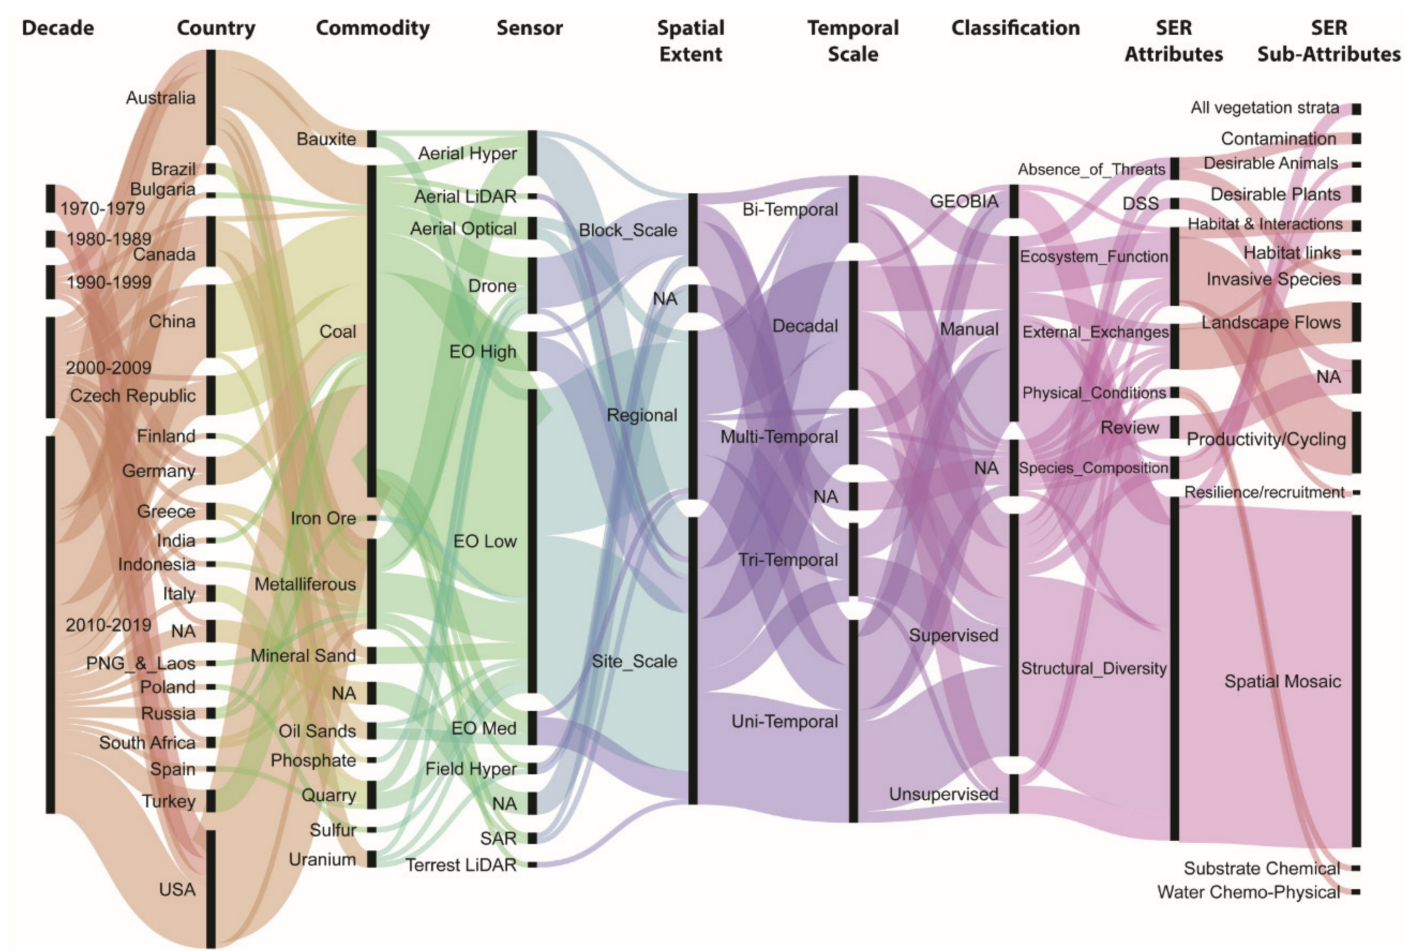 Decade
Country
Commodity
Sensor
Spatial
Extent
Temporal
Scale
Classification
SER
Attributes
SER
Sub-Attributes
1970-1979
1980-1989
1990-1999
2000-2009
2010-2019
Australia
Brazil
Bulgaria
Canada
China
Czech Republic
Finland
Germany
Greece
India
Indonesia
Italy
NA
PNG_&_Laos
Poland
Russia
South Africa
Spain
Turkey
USA
Bauxite
Coal
Iron Ore
Metalliferous
Mineral Sand
NA
Oil Sands
Phosphate
Quarry
Sulfur
Uranium
Aerial Hyper
Aerial LiDAR
Aerial Optical
Drone
EO High
EO Low
EO Med
Field Hyper
NA
SAR
Terrest LiDAR
Block_Scale
NA
Regional
Site_Scale
Bi-Temporal
Decadal
Multi-Temporal
NA
Tri-Temporal
Uni-Temporal
GEOBIA
Manual
NA
Supervised
Unsupervised
Absence_of_Threats
DSS
Ecosystem_Function
External_Exchanges
Physical_Conditions
Review
Species_Composition
Structural_Diversity
All vegetation strata
Contamination
Desirable Animals
Desirable Plants
Habitat & Interactions
Habitat links
Invasive Species
Landscape Flows
NA
Productivity/Cycling
Resilience/recruitment
Spatial Mosaic
Substrate Chemical
Water Chemo-Physical